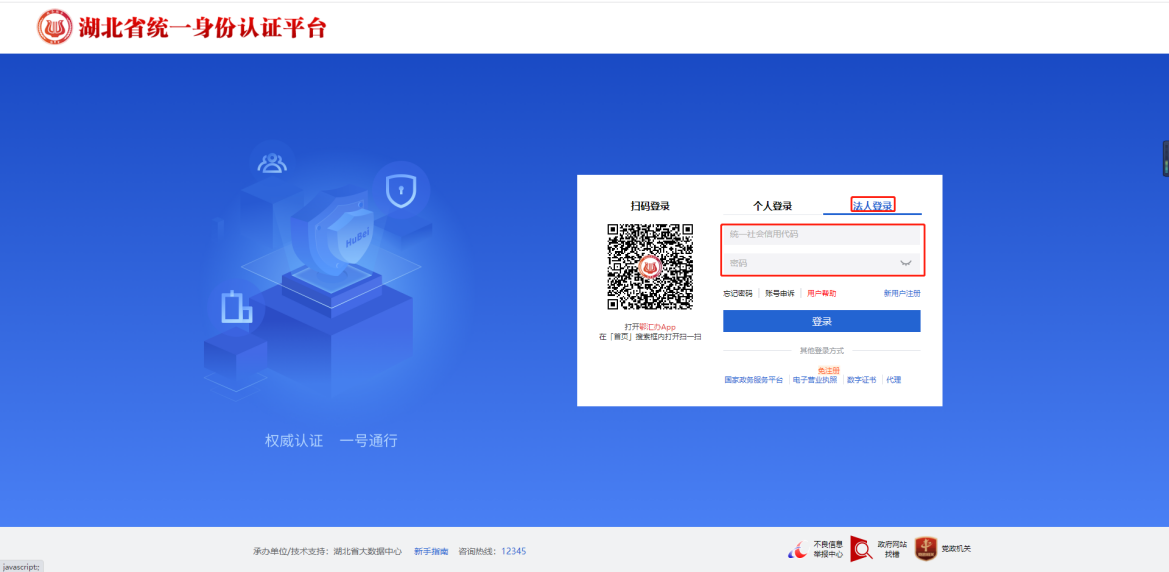 湖北省统一身份认证平台
HuBei
权威认证 一号通行
扫码登录
打开鄂汇办App
在「首页」搜索框内打开扫一扫
个人登录 法人登录
统一社会信用代码
密码
忘记密码 账号申诉 用户帮助 新用户注册
登录
其他登录方式
免注册
国家政务服务平台 电子营业执照 数字证书 代理
承办单位/技术支持：湖北省大数据中心 新手指南 咨询热线：12345
不良信息
举报中心
政府网站
找错
党政机关
javascript:;